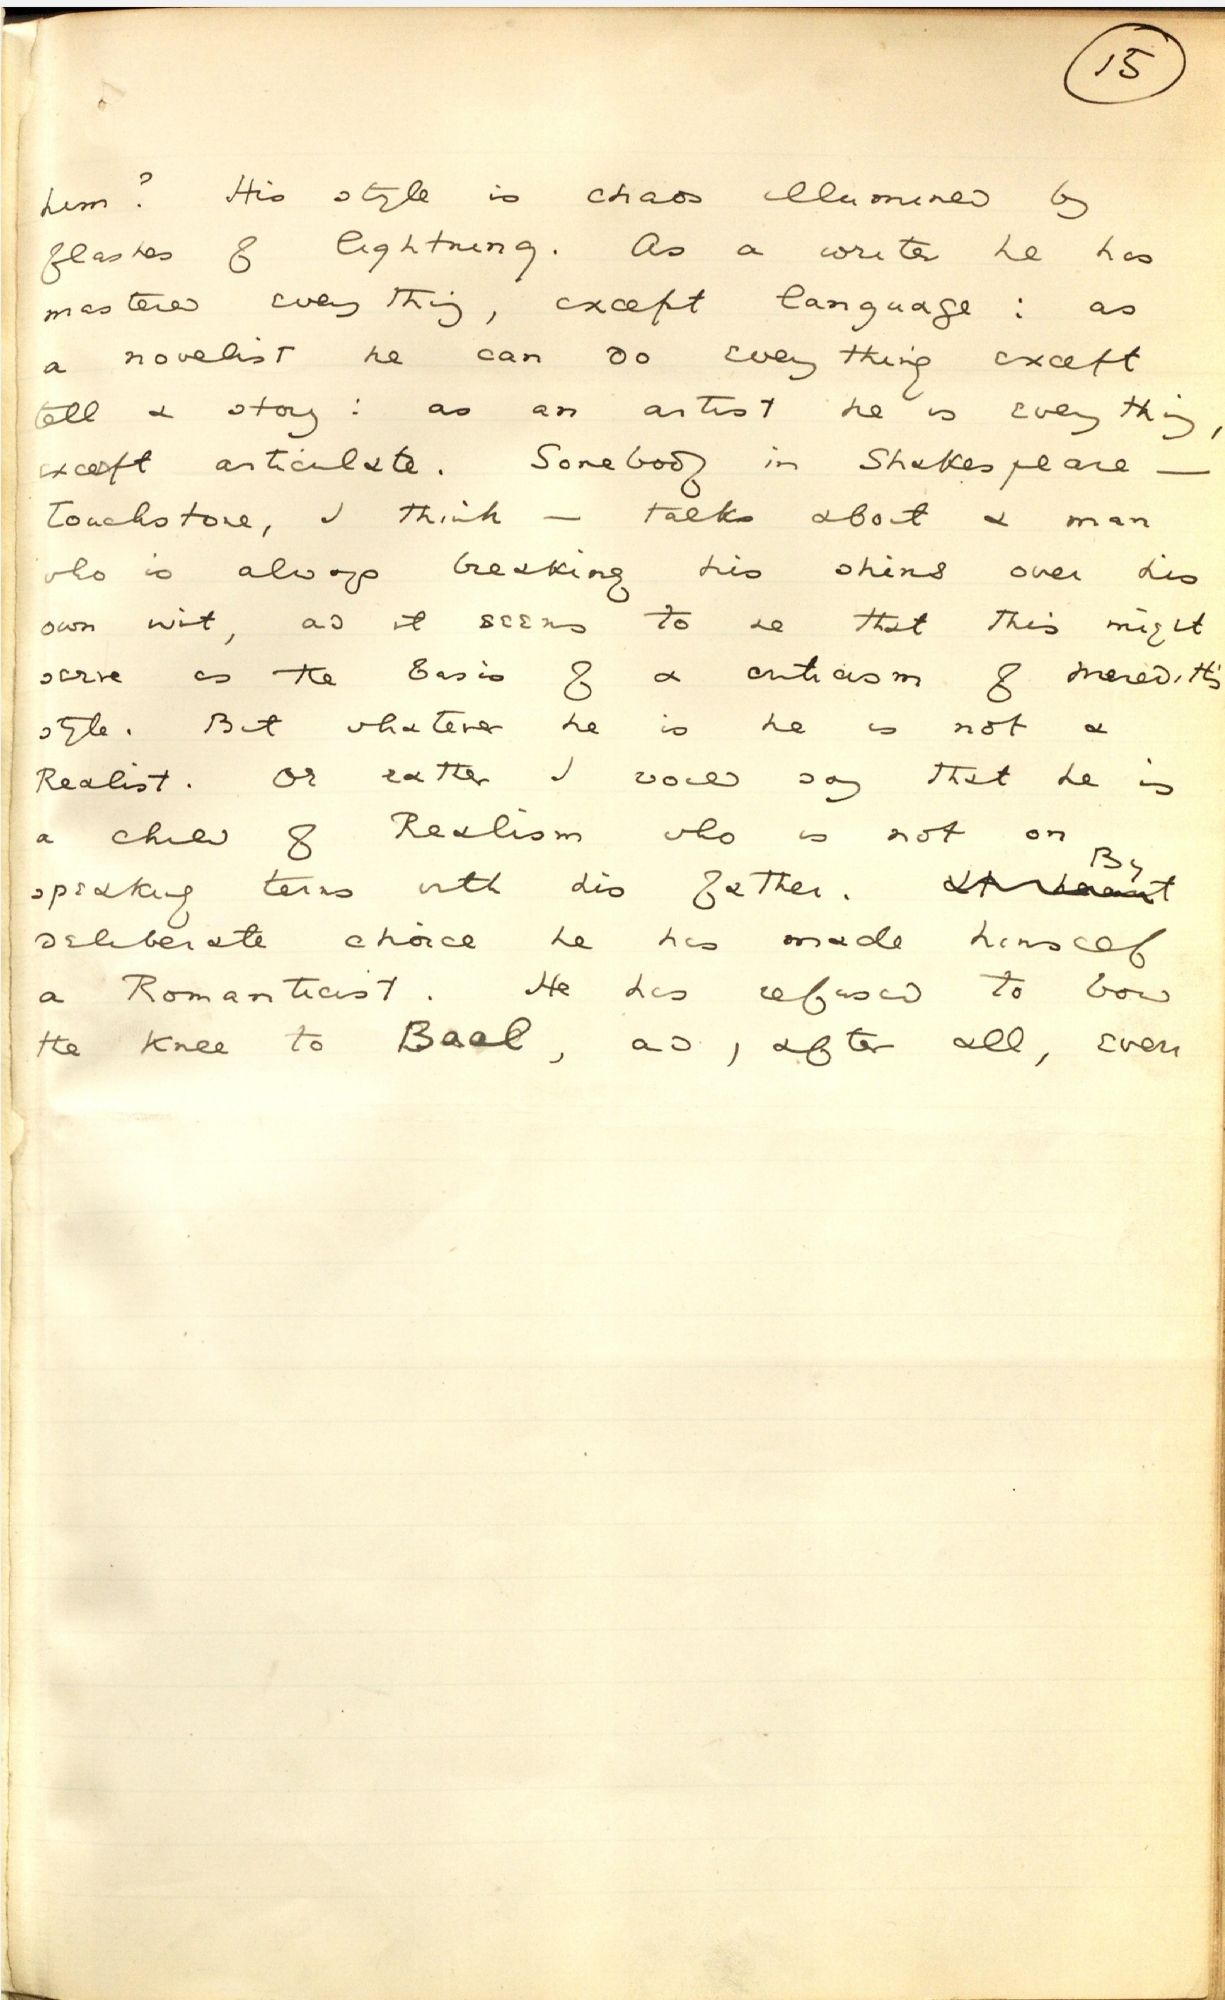 15
him? His style is chaos illumined by
flashes of lightning. As a writer he has
mastered everything, except language: as
a novelist he can do everything except
tell a story: as an artist he is everything,
except articulate. Somebody in Shakespeare —
Touchstone, I think — talks about a man
who is always breaking his shins over his
own wit, and it seems to me that this might
serve as the basis of a criticism of Meredith's
style. But whatever he is he is not a
Realist. Or rather I would say that he is
a child of Realism who is not on
By
speaking terms with his father.
deliberate choice he has made himself
a Romanticist. He has refused to bow
the knee to Baal, and, after all, even